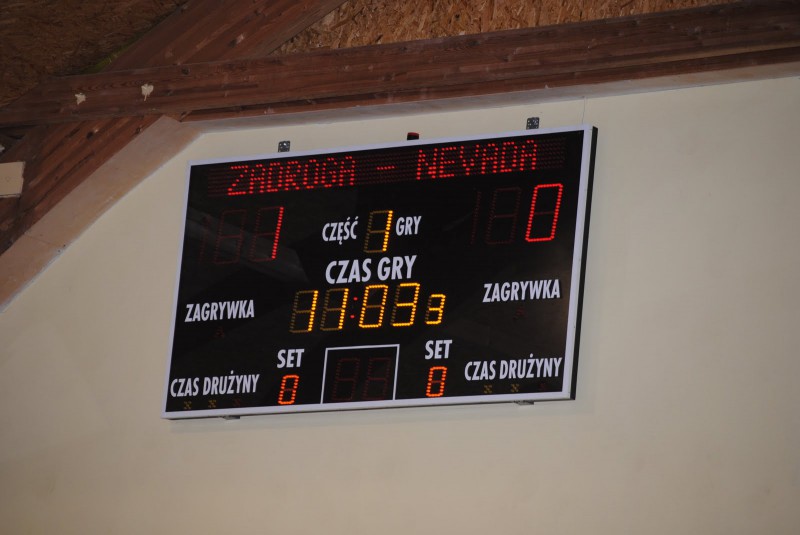 ZADROGA - NEVADA
1 CZĘŚĆ 1 GRY 0
CZAS GRY
ZAGRYWKA 11:03 3 ZAGRYWKA
SET SET
CZAS DRUŻYNY 0 0 CZAS DRUŻYNY